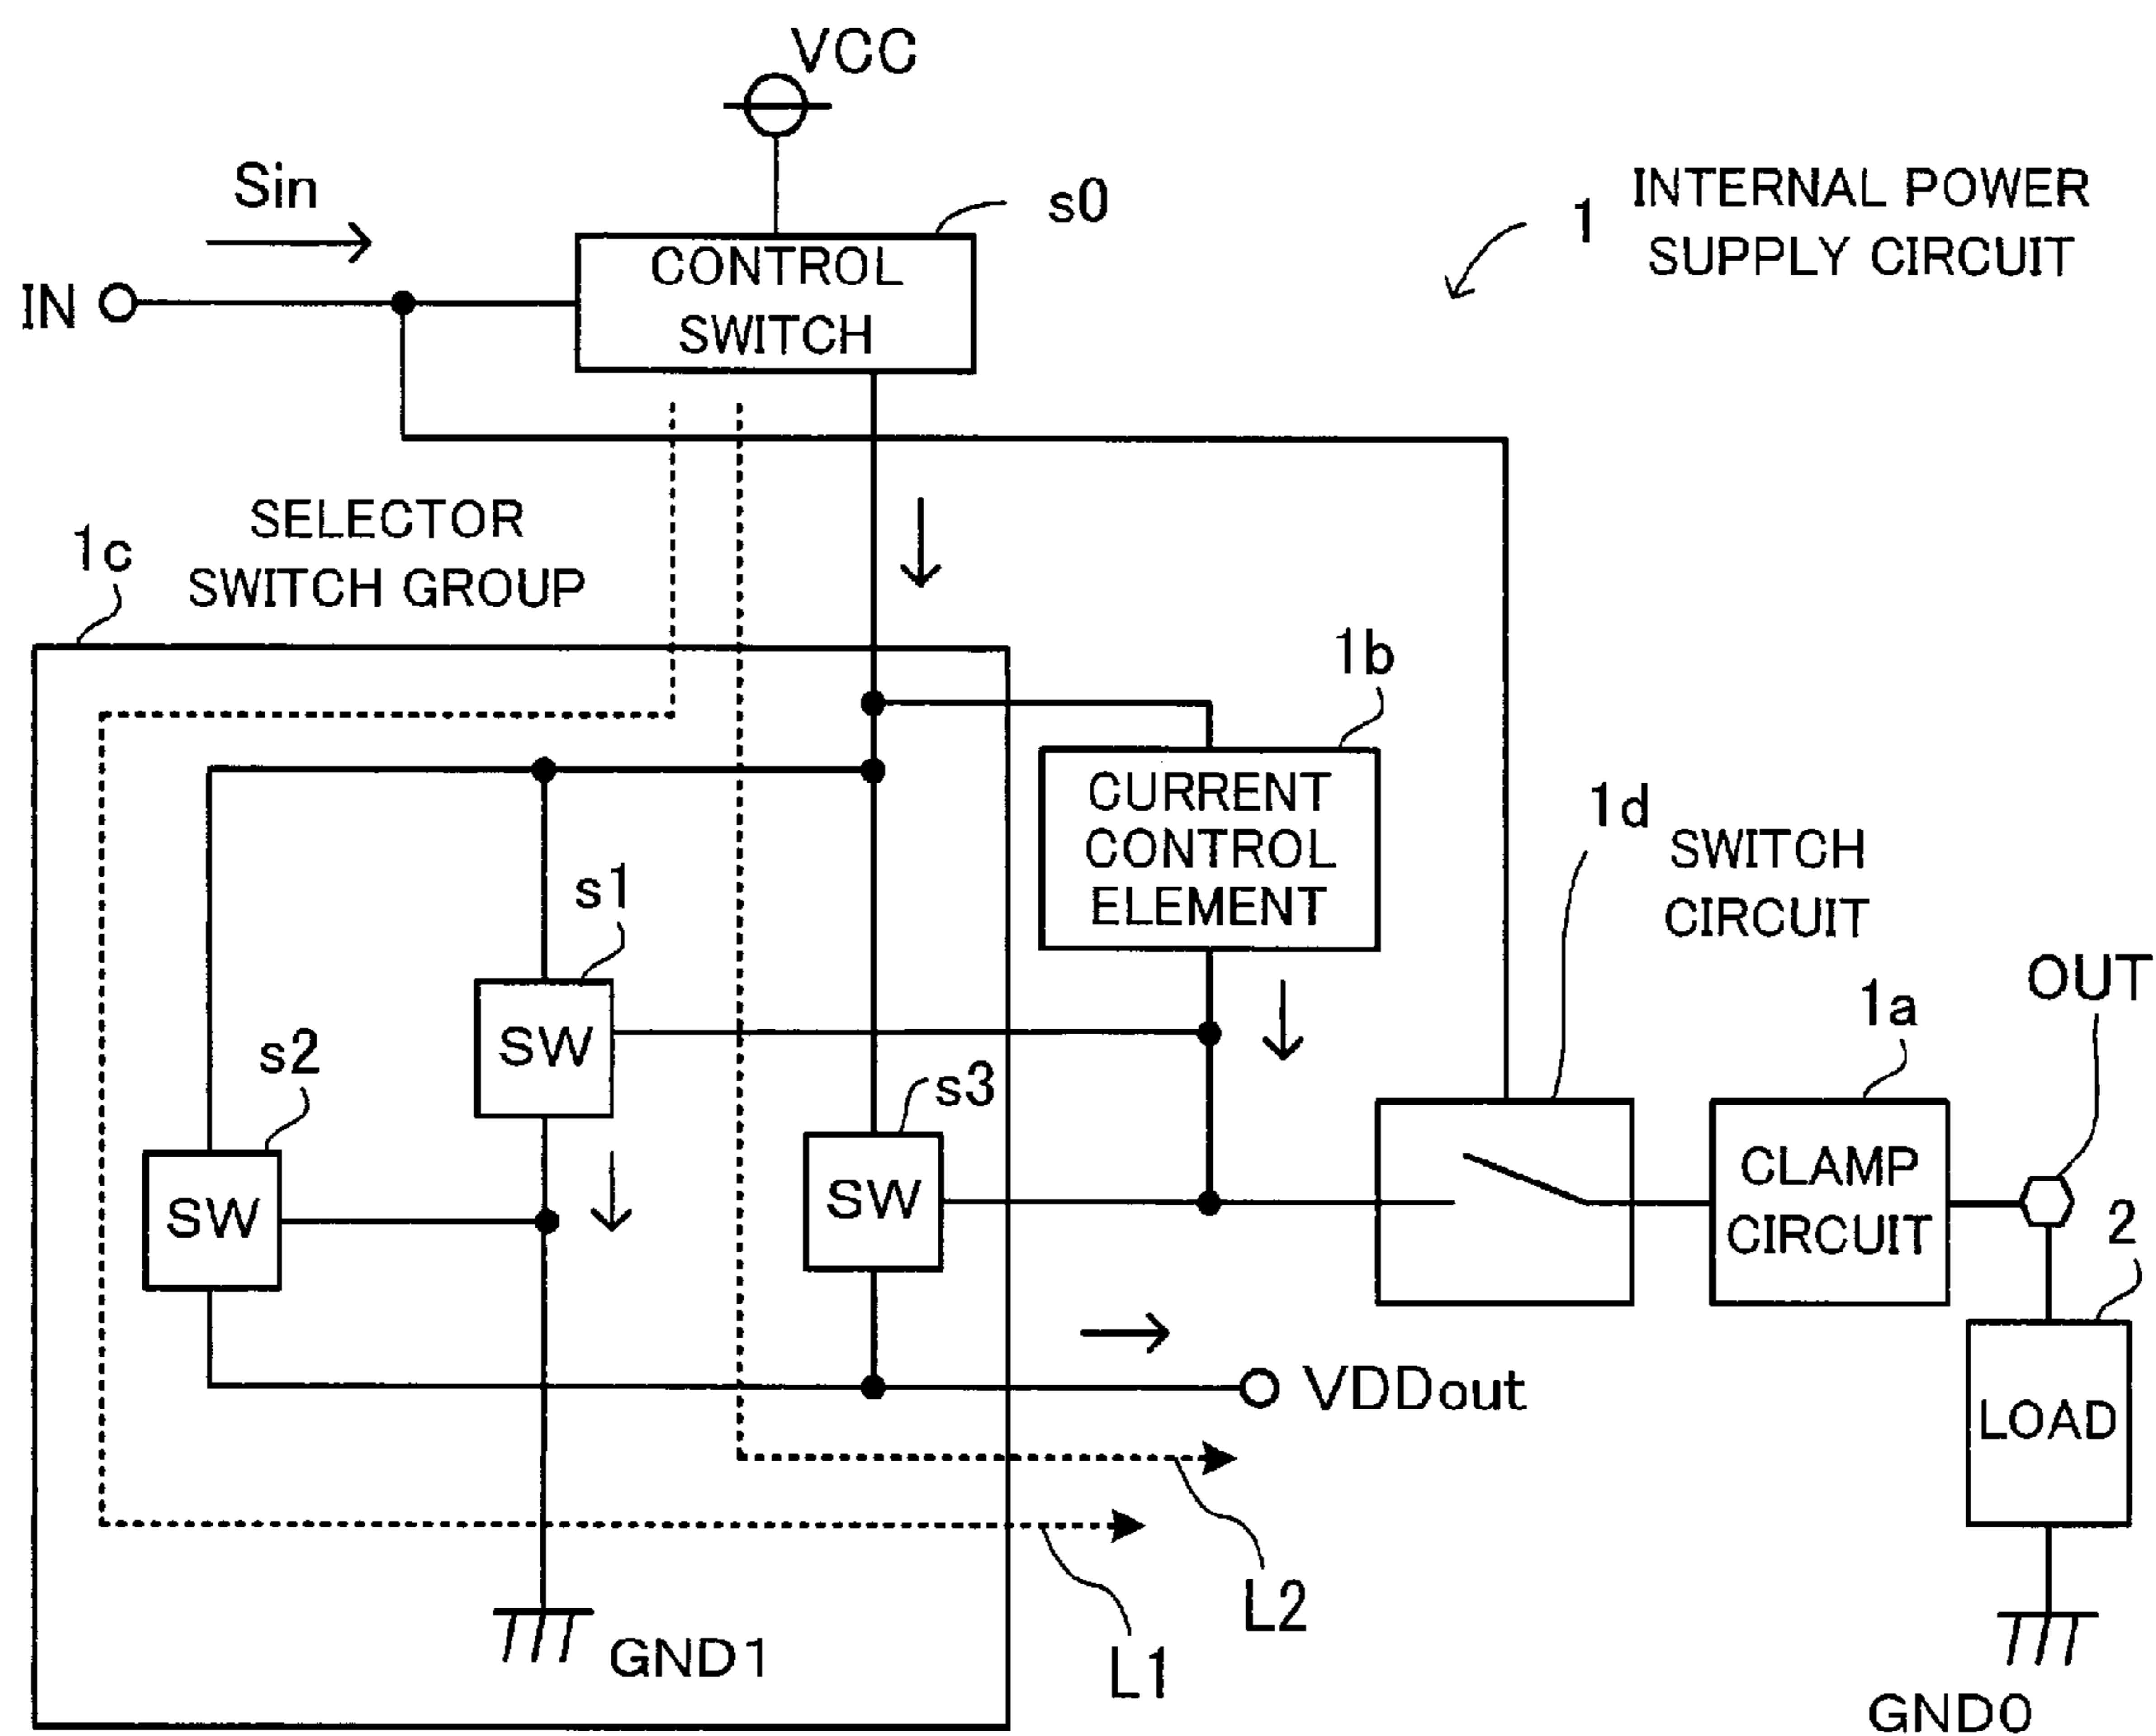 VCC
Sin
s0
1
INTERNAL POWER
SUPPLY CIRCUIT
IN
CONTROL
SWITCH
1c
SELECTOR
SWITCH GROUP
1b
CURRENT
CONTROL
ELEMENT
1d
SWITCH
CIRCUIT
s1
SW
s2
SW
s3
SW
1a
CLAMP
CIRCUIT
OUT
2
LOAD
VDDout
L2
L1
GND1
GND0